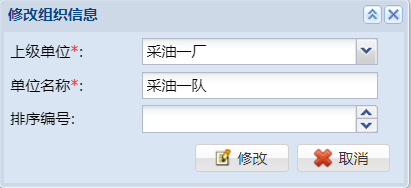 修改组织信息
上级单位*: 采油一厂
单位名称*: 采油一队
排序编号:
修改 取消